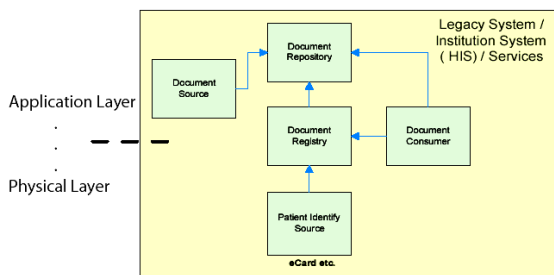 Legacy System /
Institution System
( HIS) / Services
Document
Repository
Document
Source
Application Layer
.
.
.
Physical Layer
Document
Registry
Document
Consumer
Patient Identify
Source
eCard etc.